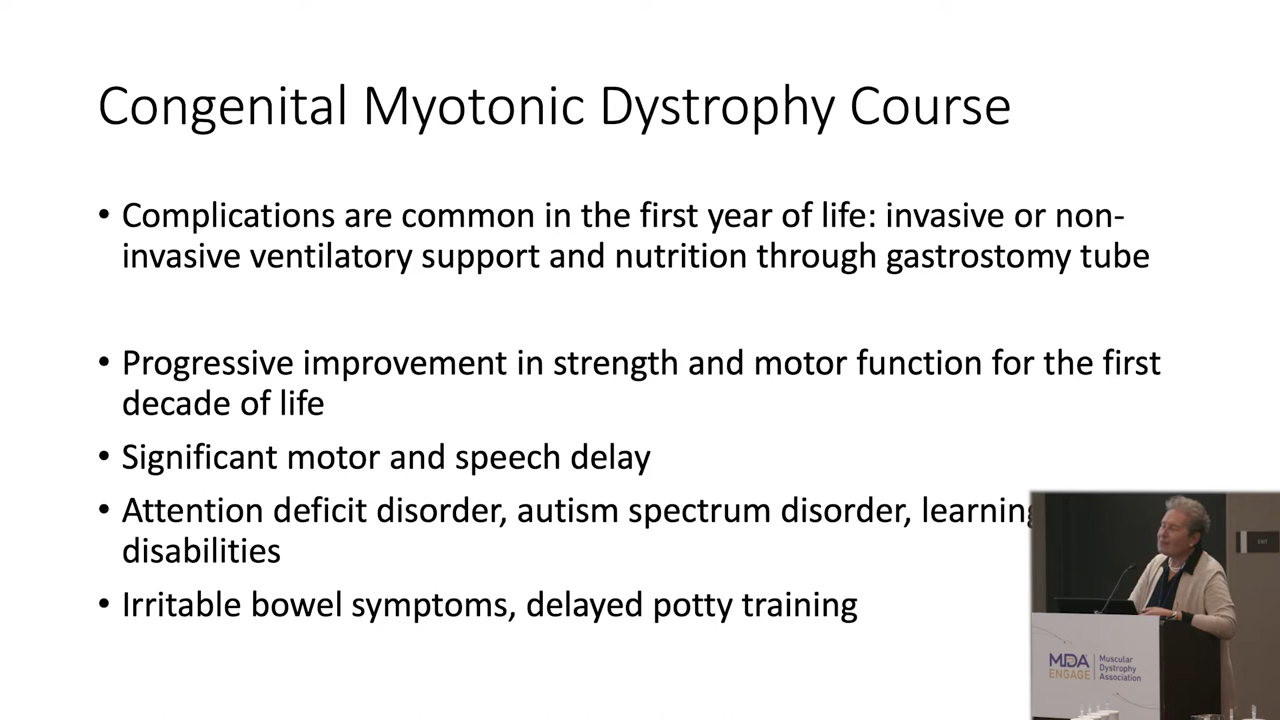 Congenital Myotonic Dystrophy Course
• Complications are common in the first year of life: invasive or non-
invasive ventilatory support and nutrition through gastrostomy tube
• Progressive improvement in strength and motor function for the first
decade of life
• Significant motor and speech delay
• Attention deficit disorder, autism spectrum disorder, learning
disabilities
• Irritable bowel symptoms, delayed potty training
MDA
ENGAGE
Muscular
Dystrophy
Association